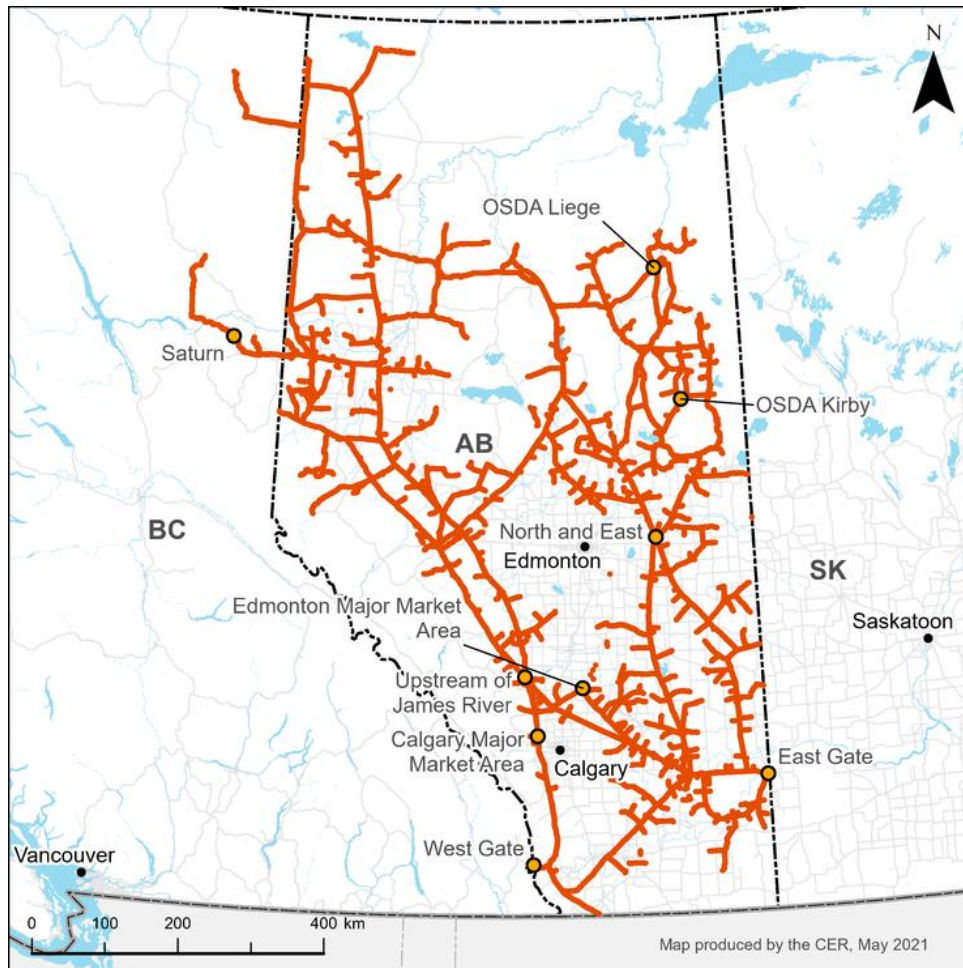 N
OSDA Liege
Saturn
OSDA Kirby
AB
BC
North and East
Edmonton
SK
Edmonton Major Market
Area
Saskatoon
Upstream of
James River
Calgary Major
Market Area
Calgary
East Gate
West Gate
Vancouver
0 200 400 km
Map produced by the CER, May 2021